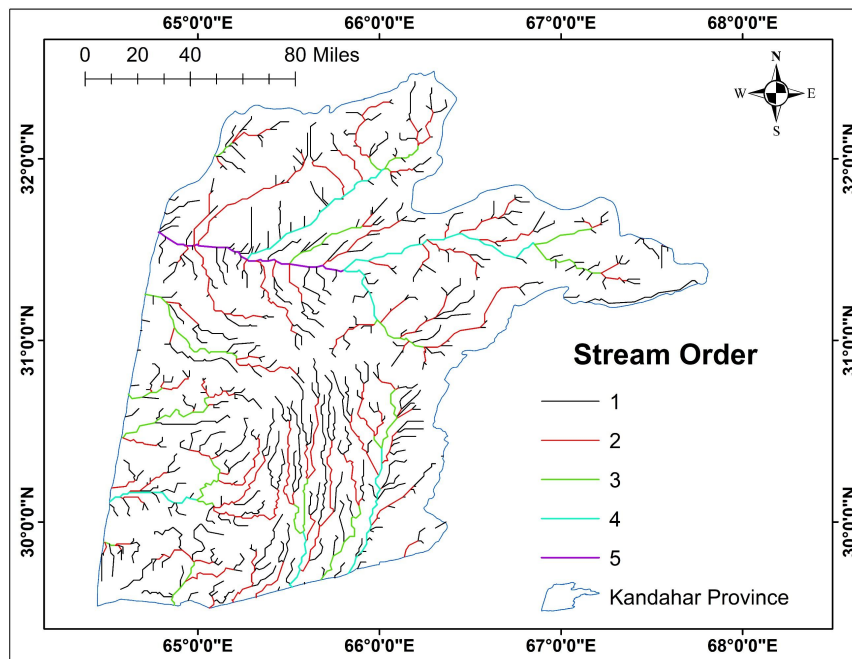 65°0'0"E 66°0'0"E 67°0'0"E 68°0'0"E
0 20 40 80 Miles
N
W E
S
32°0'0"N 32°0'0"N
31°0'0"N 31°0'0"N
30°0'0"N 30°0'0"N
Stream Order
1
2
3
4
5
Kandahar Province
65°0'0"E 66°0'0"E 67°0'0"E 68°0'0"E